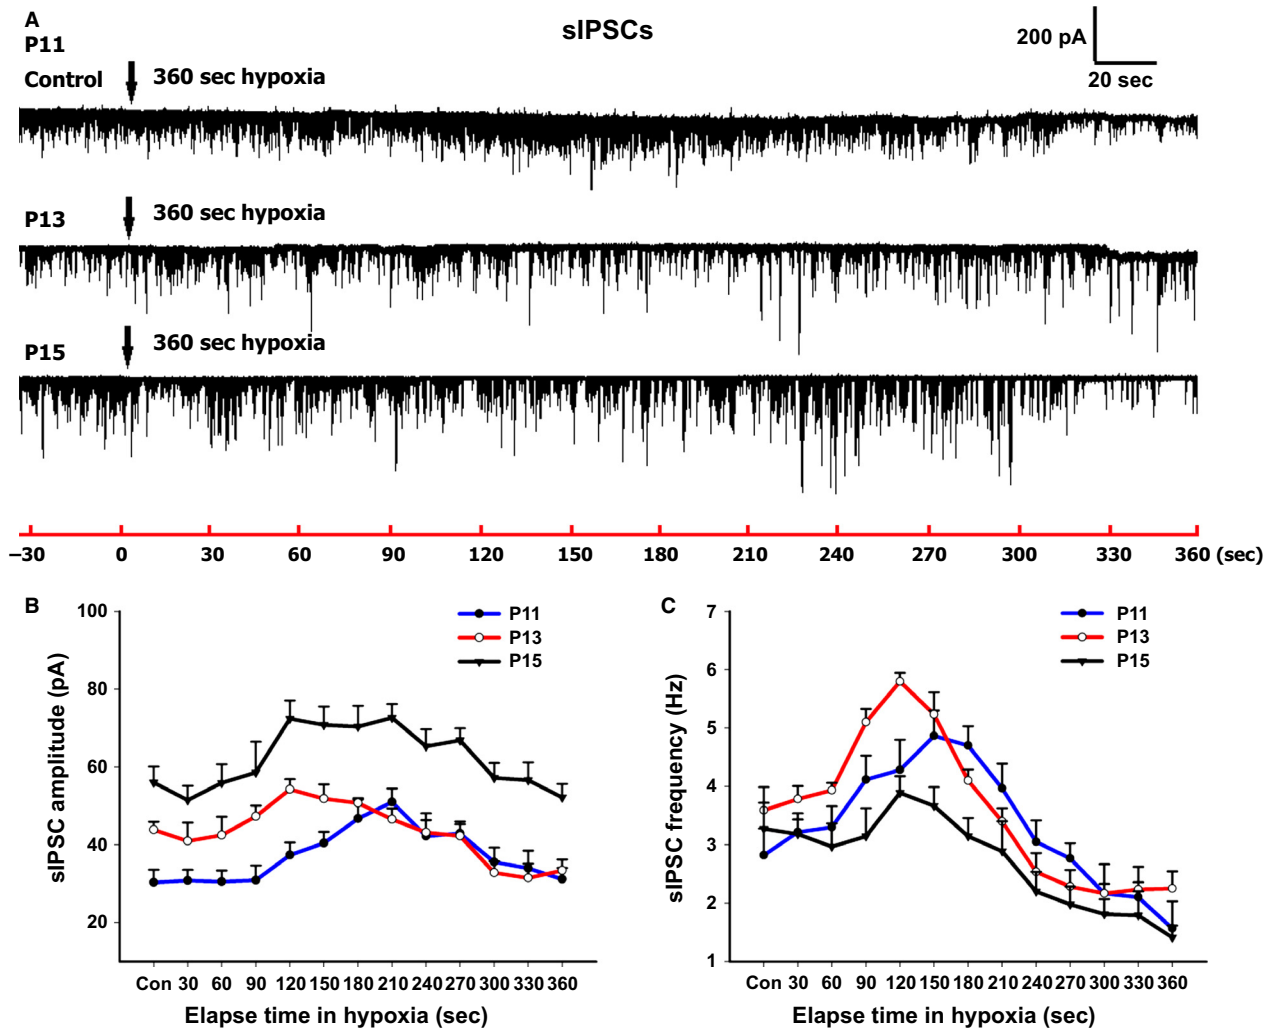 A
sIPSCs
P11
200 pA
Control
360 sec hypoxia
20 sec
P13
360 sec hypoxia
P15
360 sec hypoxia
–30 0 30 60 90 120 150 180 210 240 270 300 330 360 (sec)
B
100
80
60
40
20
sIPSC amplitude (pA)
P11
P13
P15
Con 30 60 90 120 150 180 210 240 270 300 330 360
Elapse time in hypoxia (sec)
C
7
6
5
4
3
2
1
sIPSC frequency (Hz)
P11
P13
P15
Con 30 60 90 120 150 180 210 240 270 300 330 360
Elapse time in hypoxia (sec)